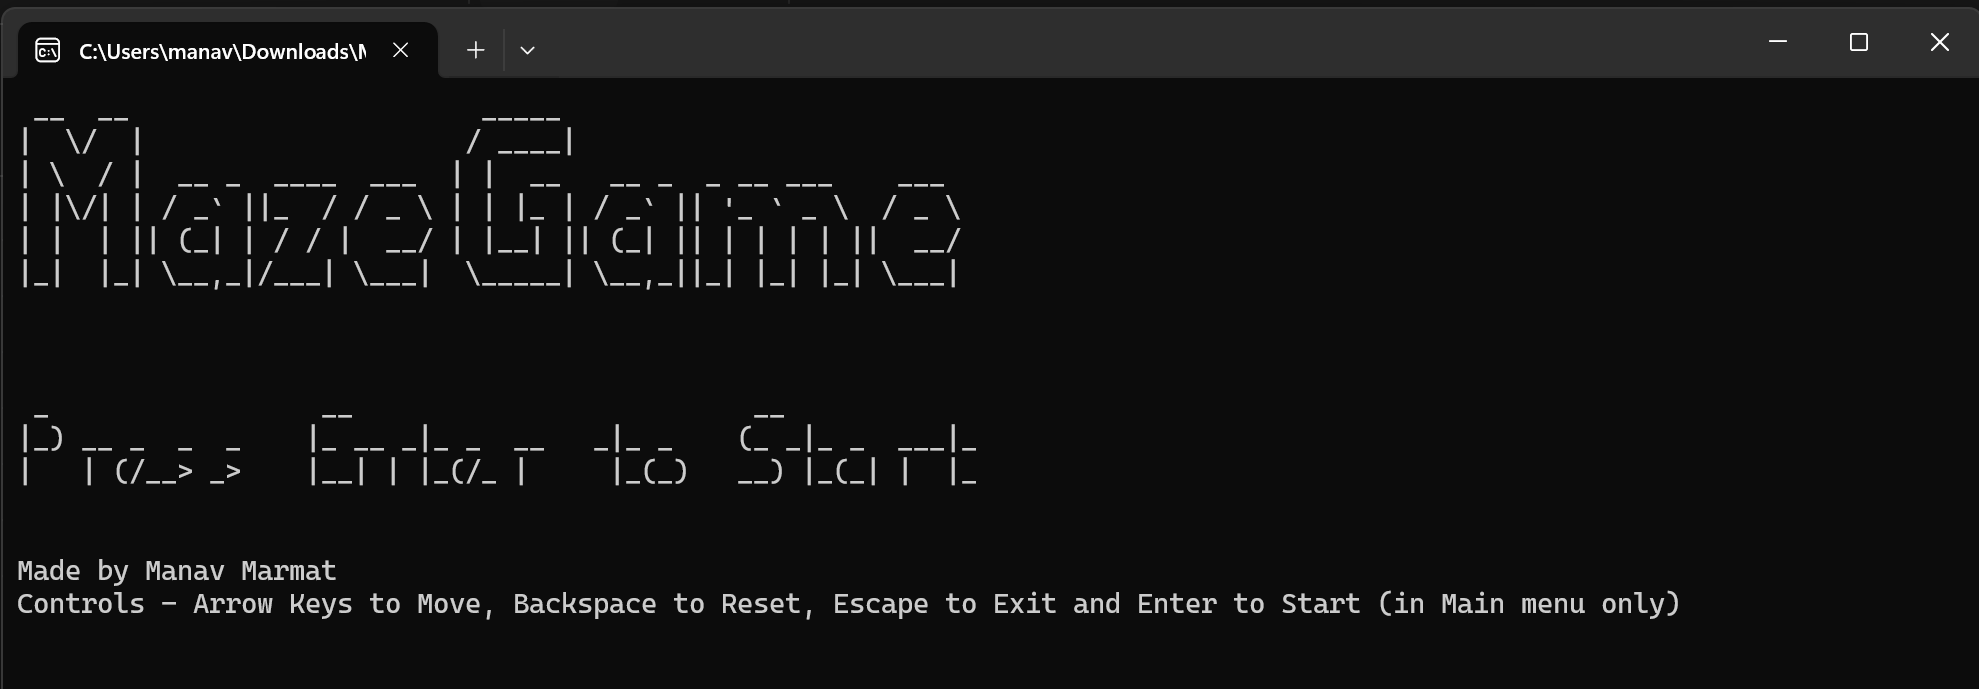 C:\Users\manav\Downloads\M
MazeGame
Press Enter to Start
Made by Manav Marmat
Controls - Arrow Keys to Move, Backspace to Reset, Escape to Exit and Enter to Start (in Main menu only)